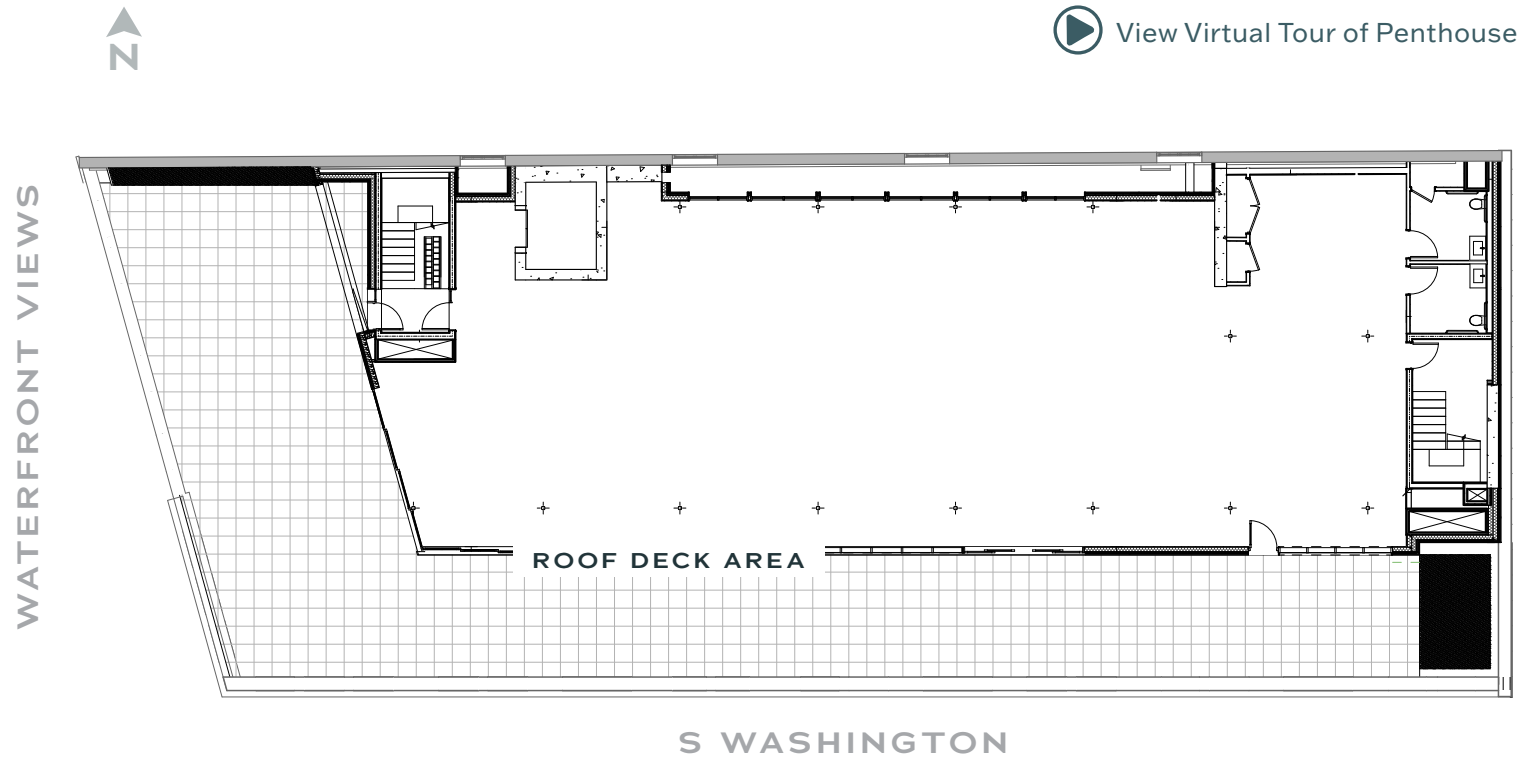 N
View Virtual Tour of Penthouse
WATERFRONT VIEWS
ROOF DECK AREA
S WASHINGTON